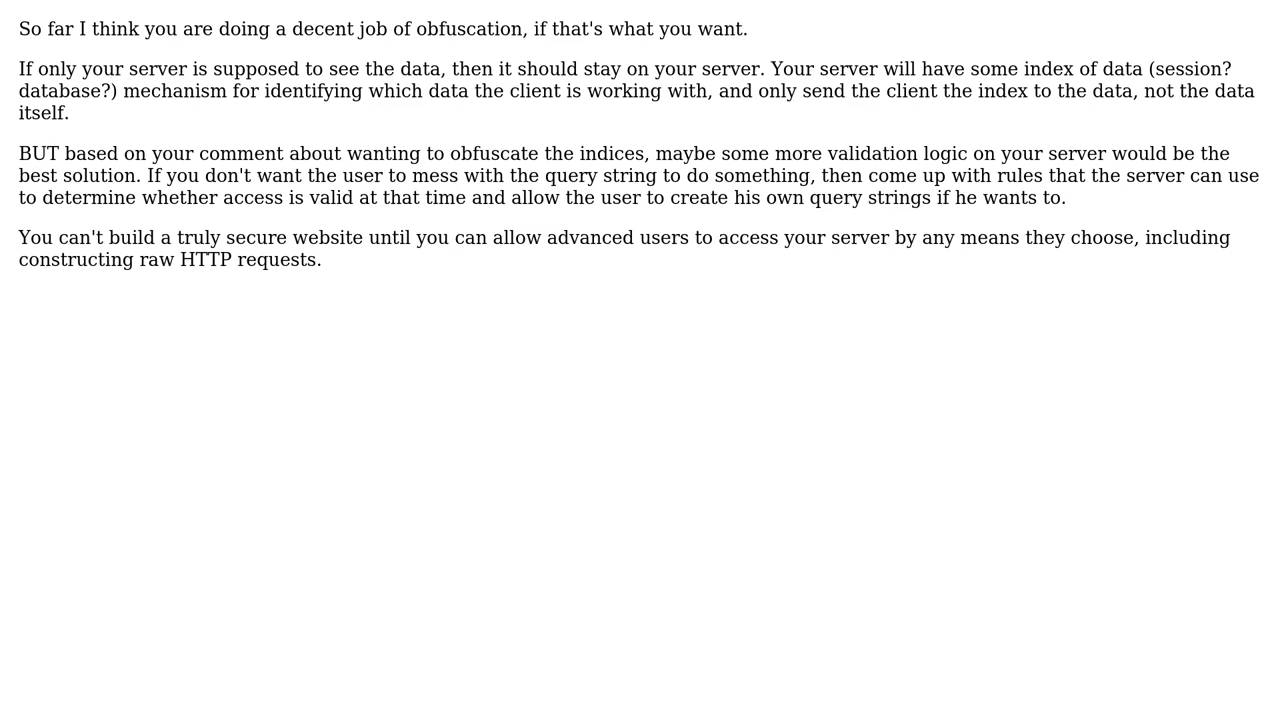 So far I think you are doing a decent job of obfuscation, if that's what you want.
If only your server is supposed to see the data, then it should stay on your server. Your server will have some index of data (session?
database?) mechanism for identifying which data the client is working with, and only send the client the index to the data, not the data
itself.
BUT based on your comment about wanting to obfuscate the indices, maybe some more validation logic on your server would be the
best solution. If you don't want the user to mess with the query string to do something, then come up with rules that the server can use
to determine whether access is valid at that time and allow the user to create his own query strings if he wants to.
You can't build a truly secure website until you can allow advanced users to access your server by any means they choose, including
constructing raw HTTP requests.